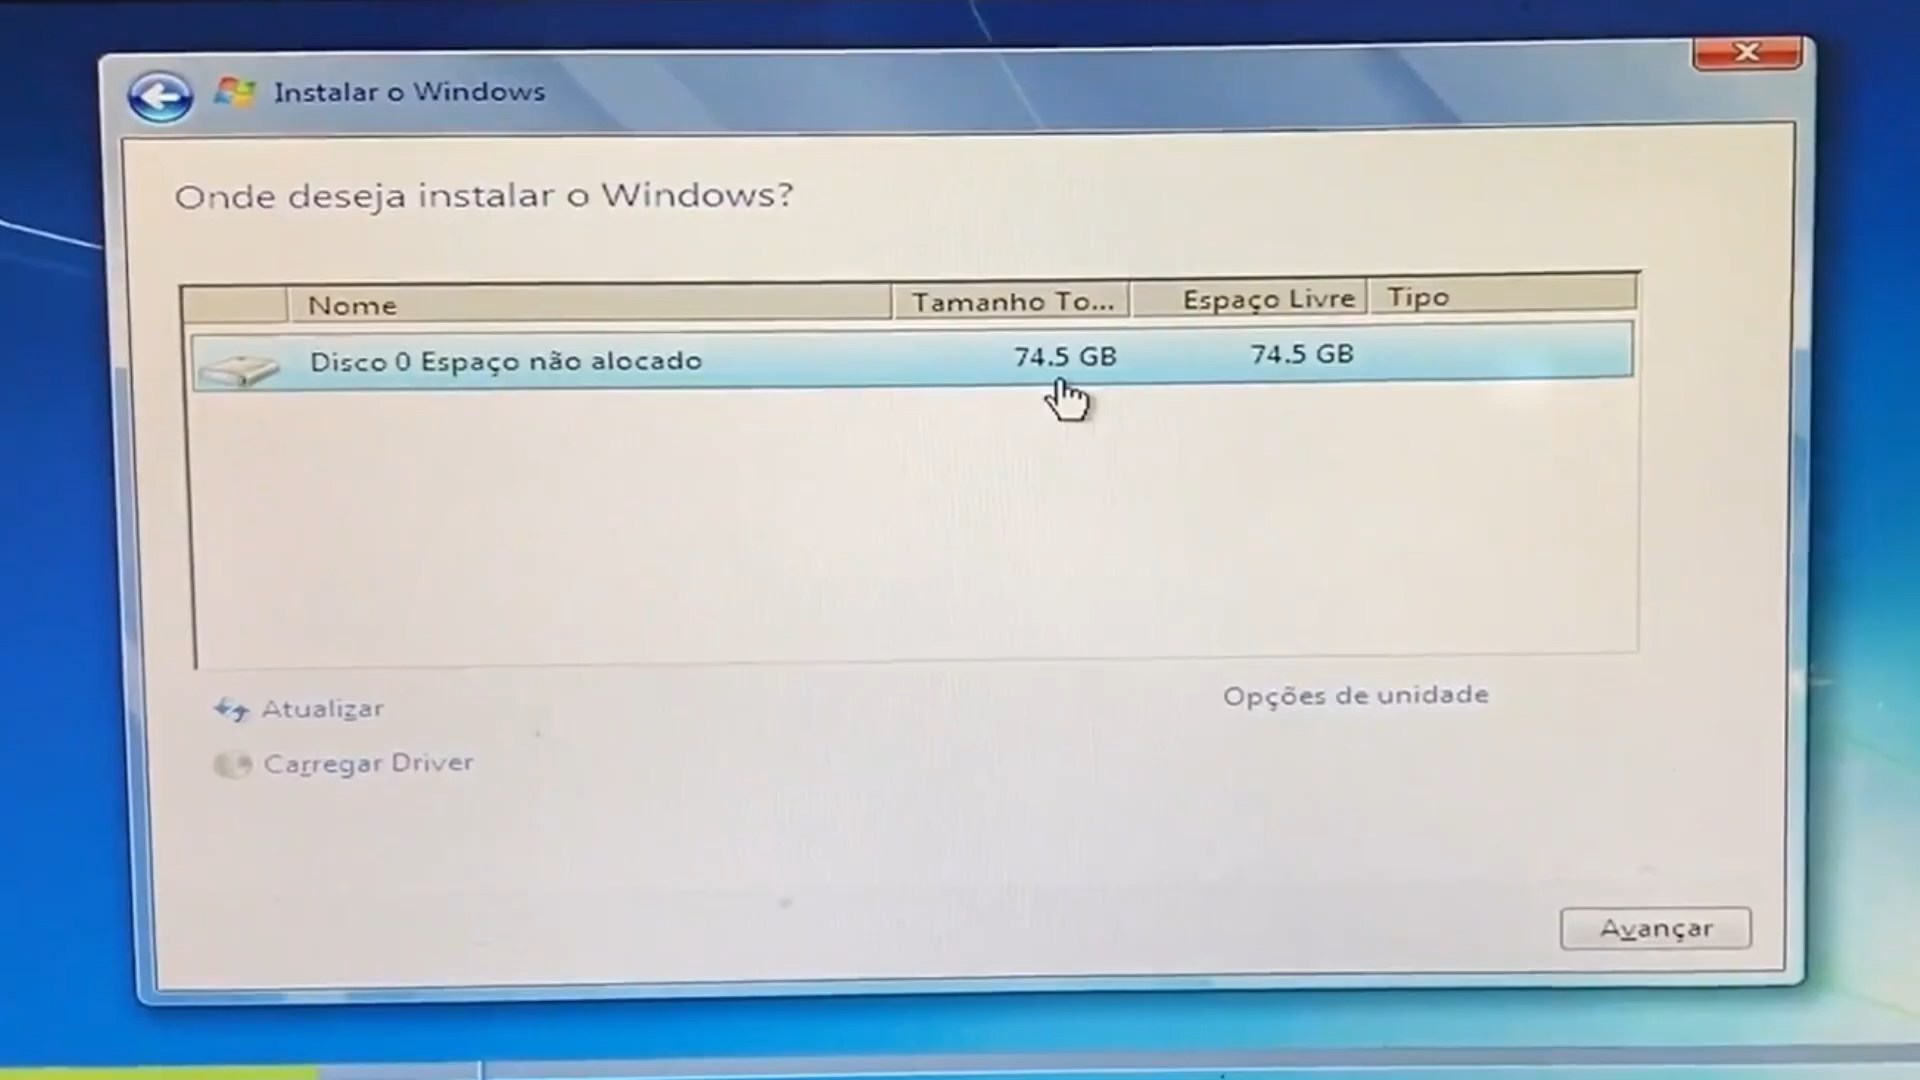 Instalar o Windows
Onde deseja instalar o Windows?
Nome Tamanho To... Espaço Livre Tipo
Disco 0 Espaço não alocado 74.5 GB 74.5 GB
Atualizar Opções de unidade
Carregar Driver
Avançar